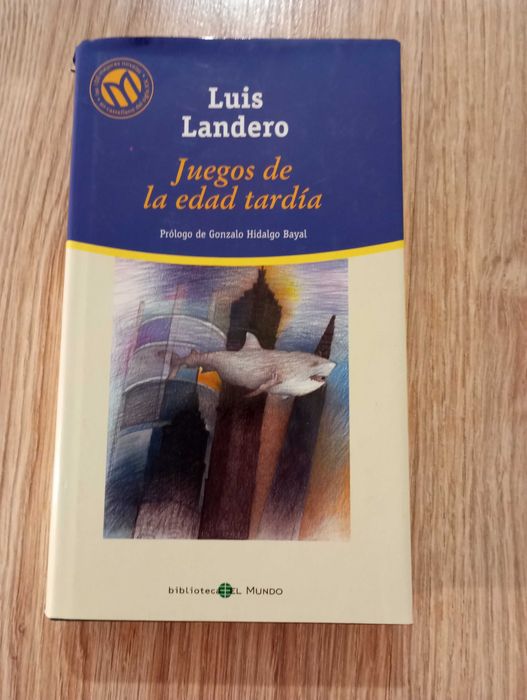 Luis
Landero
Juegos de
la edad tardía
Prólogo de Gonzalo Hidalgo Bayal
biblioteca EL MUNDO